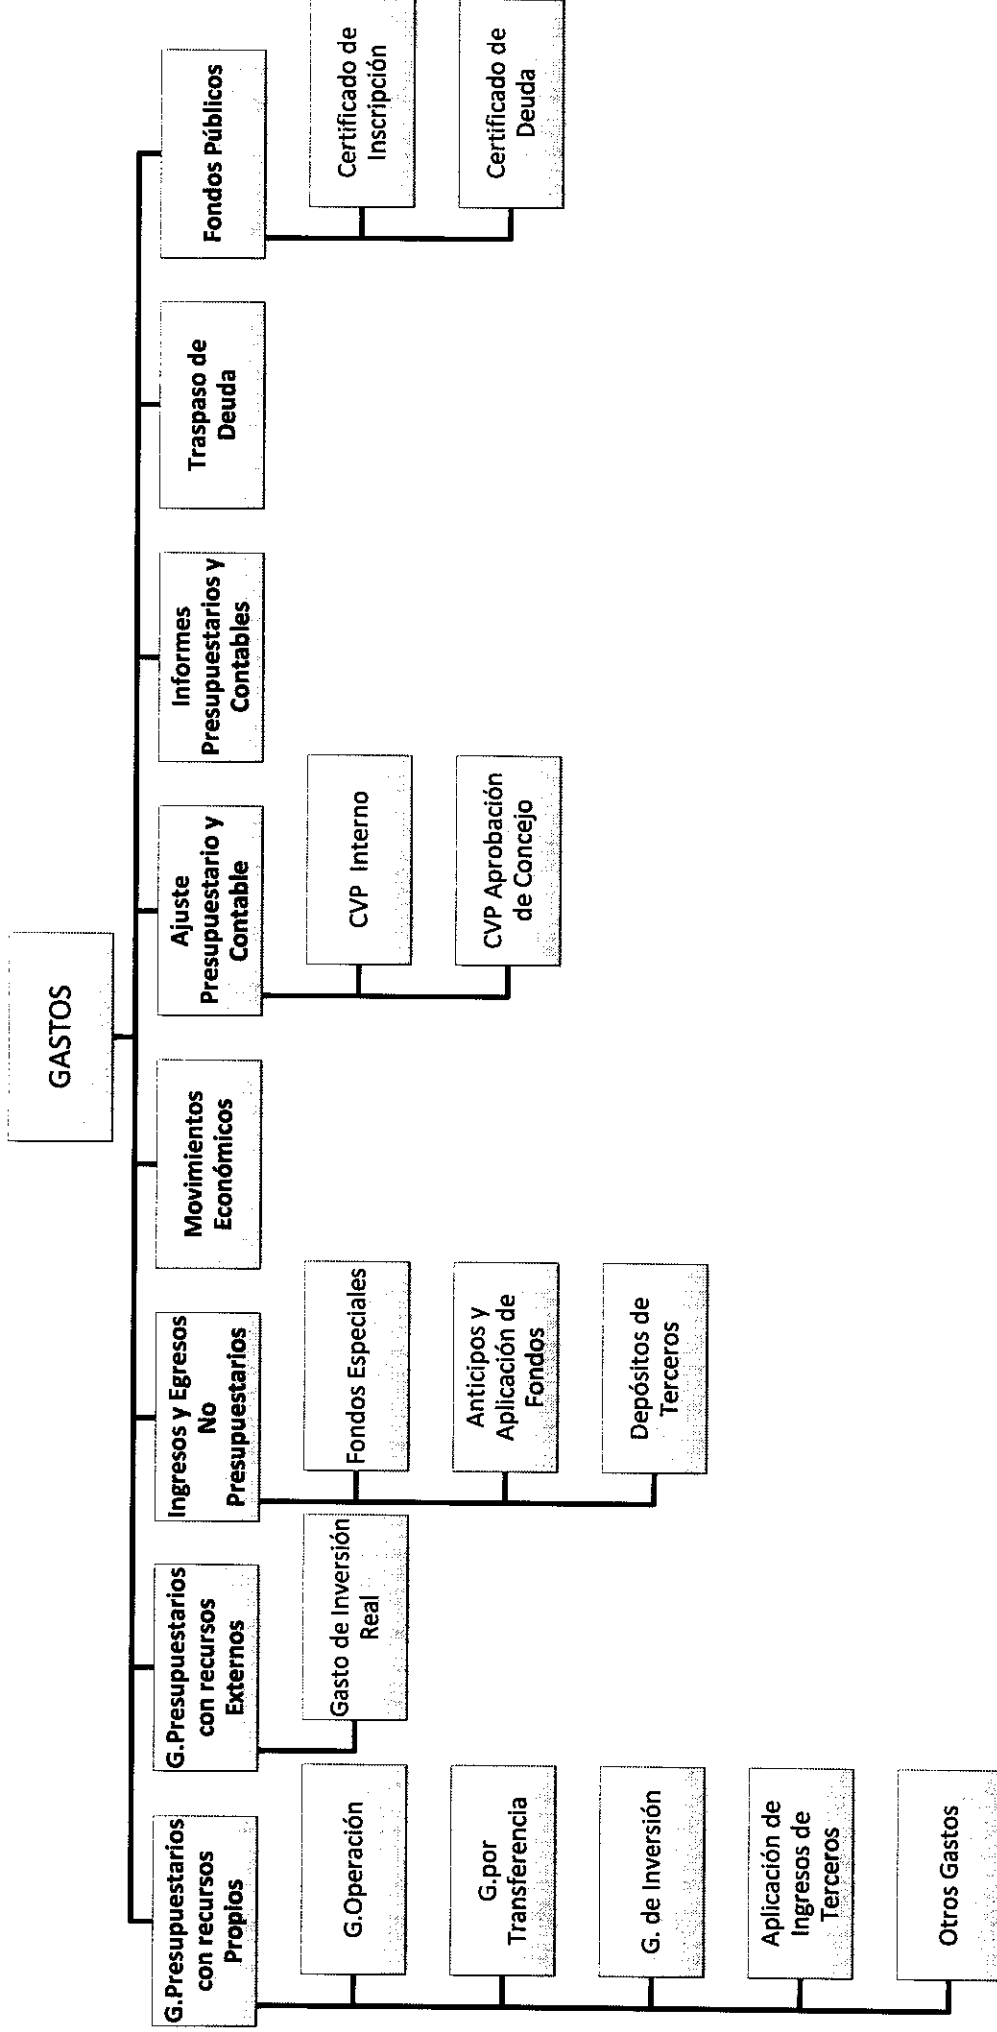 GASTOS
G.Presupuestarios
con recursos
Propios
G.Operación
G.por
Transferencia
G. de Inversión
Aplicación de
Ingresos de
Terceros
Otros Gastos
G.Presupuestarios
con recursos
Externos
Gasto de Inversión
Real
Ingresos y Egresos
No
Presupuestarios
Fondos Especiales
Anticipos y
Aplicación de
Fondos
Depósitos de
Terceros
Movimientos
Económicos
Ajuste
Presupuestario y
Contable
CVP Interno
CVP Aprobación
de Concejo
Informes
Presupuestarios y
Contables
Traspaso de
Deuda
Fondos Públicos
Certificado de
Inscripción
Certificado de
Deuda